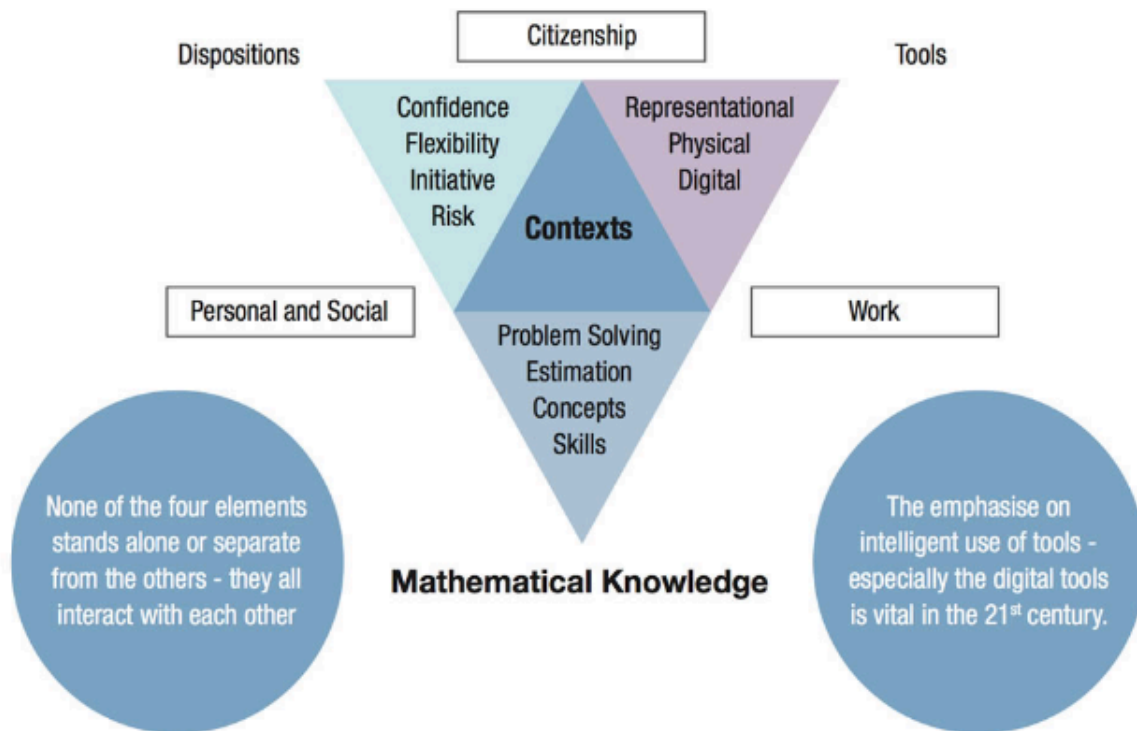 Citizenship
Dispositions
Tools
Confidence
Flexibility
Initiative
Risk
Representational
Physical
Digital
Contexts
Personal and Social
Work
Problem Solving
Estimation
Concepts
Skills
None of the four elements
stands alone or separate
from the others - they all
interact with each other
The emphasise on
intelligent use of tools -
especially the digital tools
is vital in the 21st century.
Mathematical Knowledge